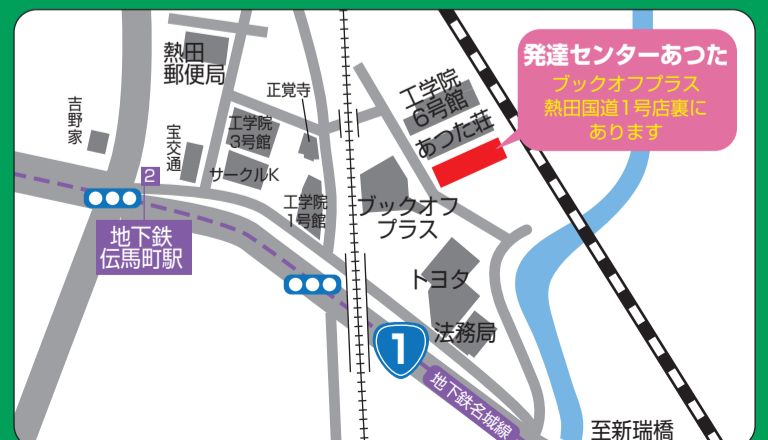 熱田
郵便局
吉野家
宝交通
正覚寺
工学院
3号館
サークルK
工学院
1号館
工学院
6号館
あつた荘
発達センターあつた
ブックオフプラス
熱田国道1号店裏に
あります
2
地下鉄
伝馬町駅
ブックオフ
プラス
トヨタ
法務局
1
地下鉄名城線
至新瑞橋